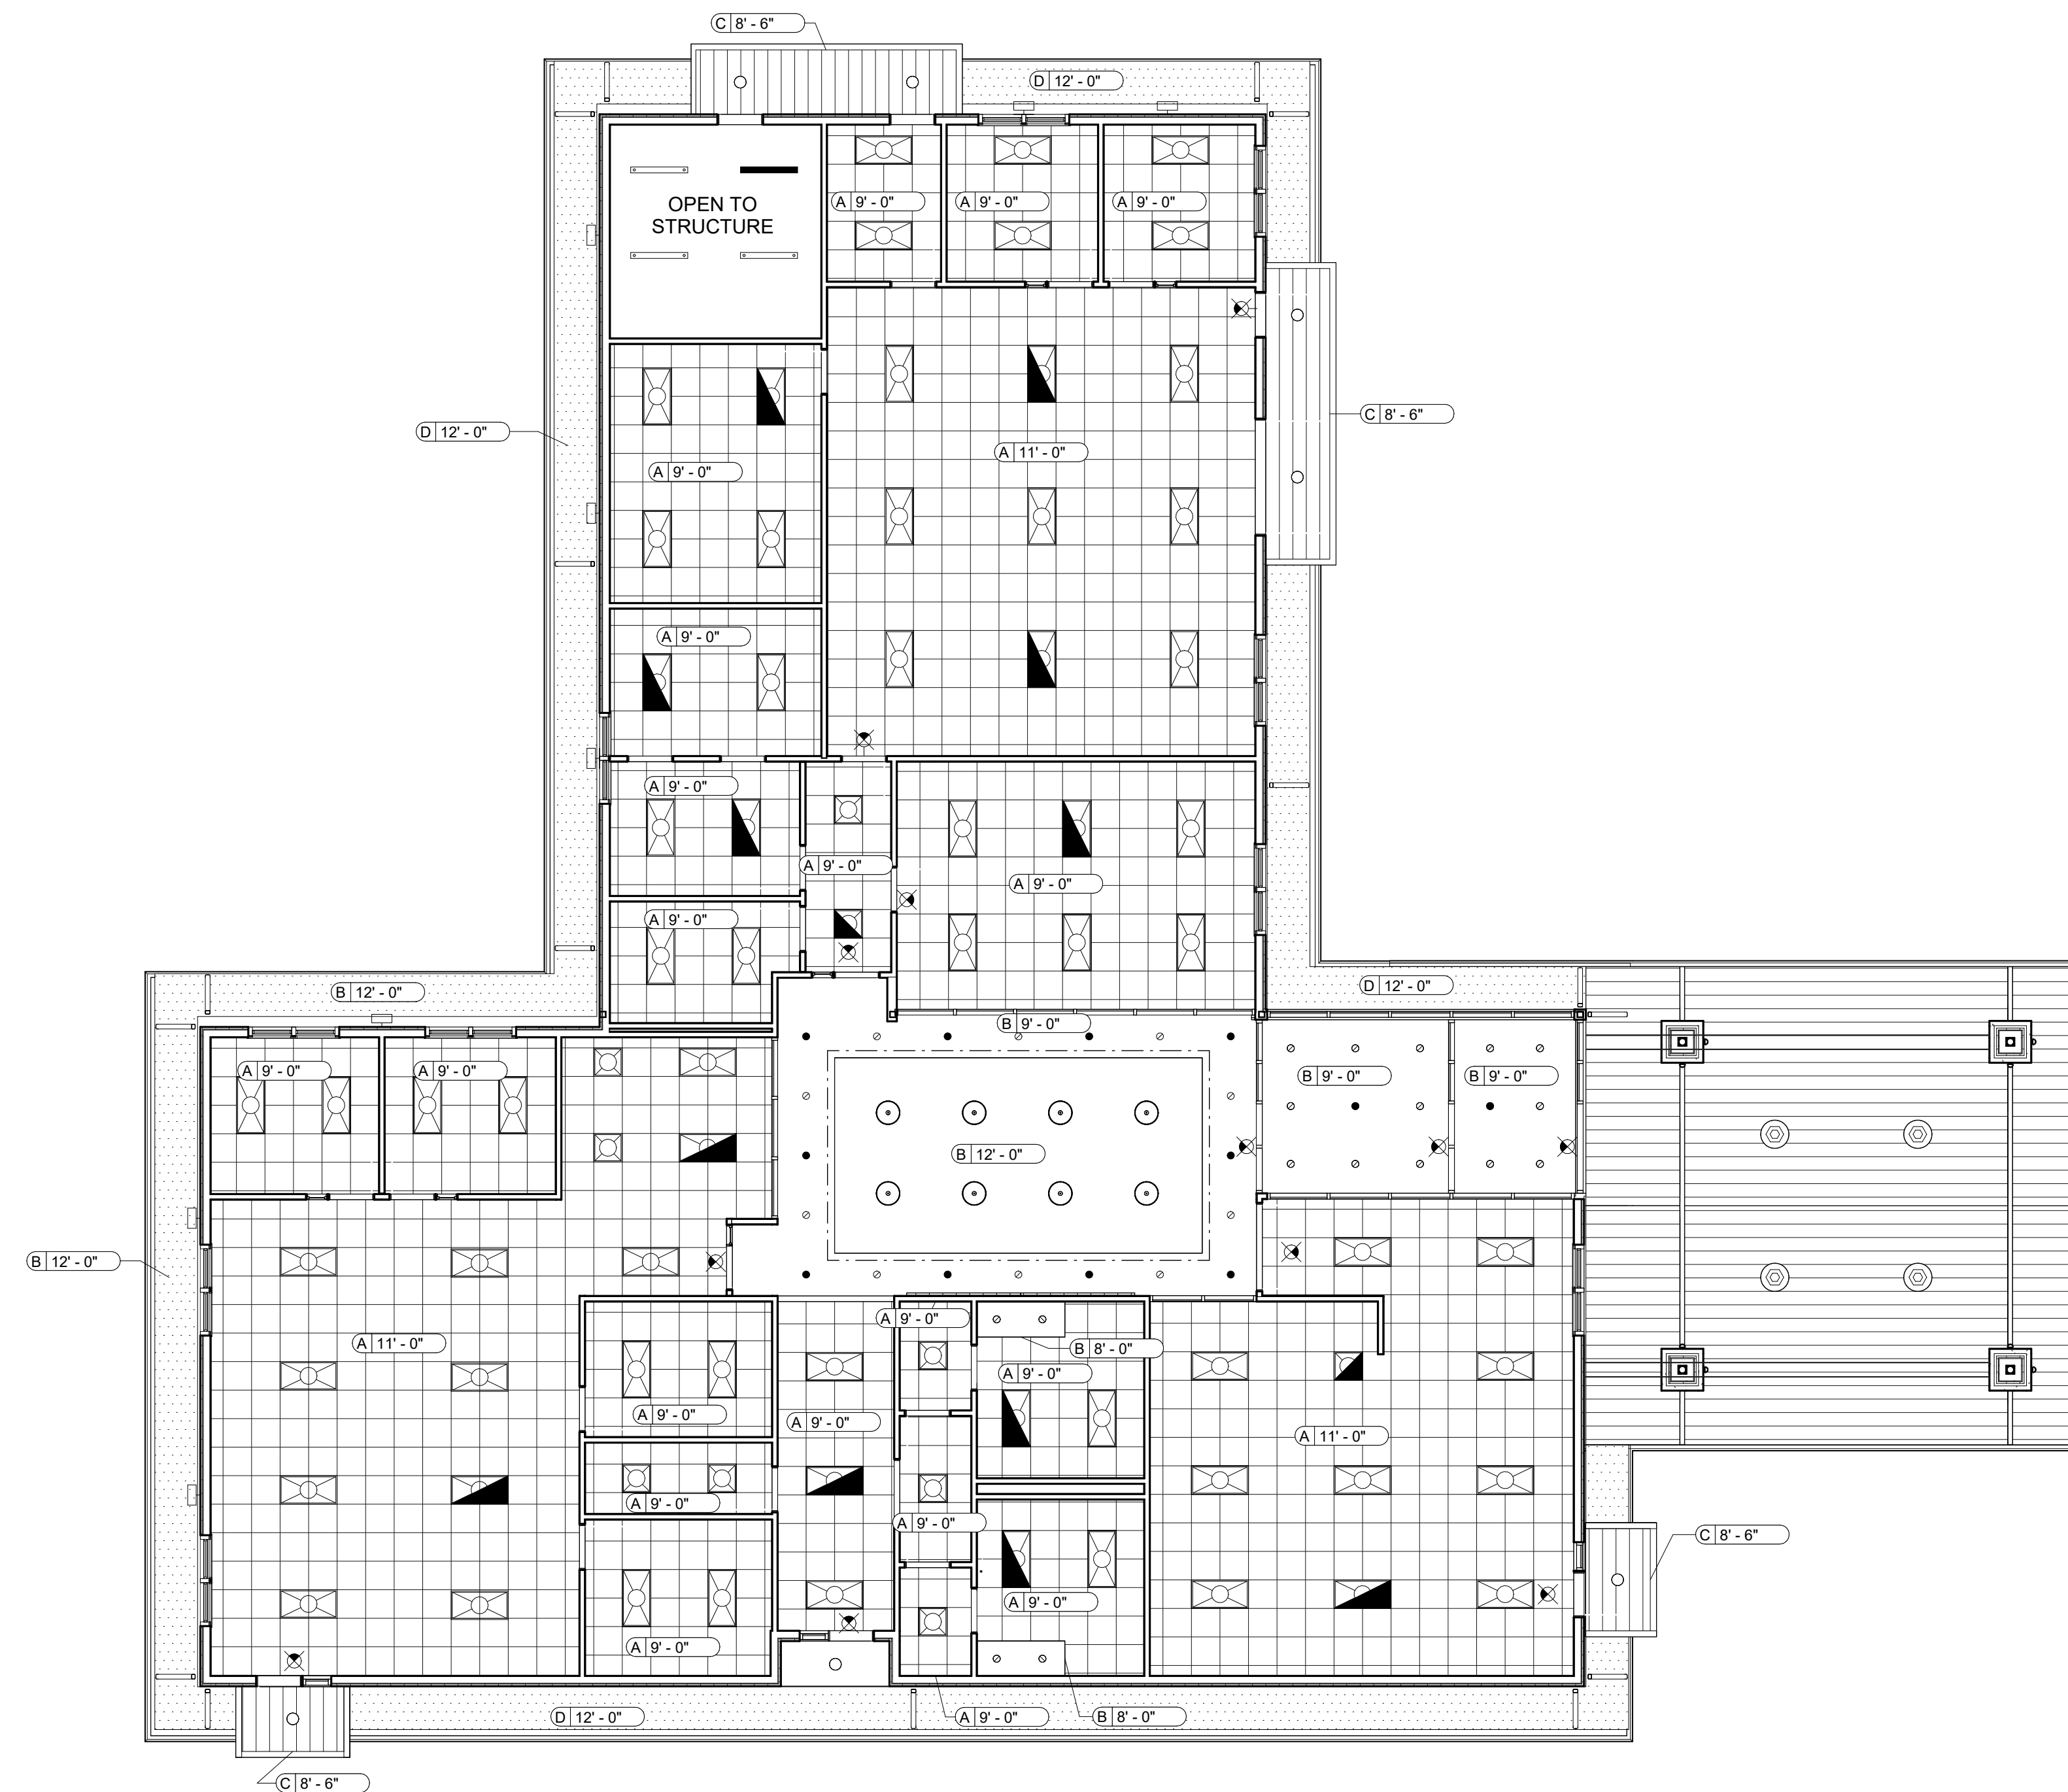 C 8' - 6"
D 12' - 0"
OPEN TO
STRUCTURE
A 9' - 0"
A 9' - 0"
A 9' - 0"
C 8' - 6"
D 12' - 0"
A 11' - 0"
A 9' - 0"
A 9' - 0"
A 9' - 0"
A 9' - 0"
A 9' - 0"
A 9' - 0"
B 12' - 0"
D 12' - 0"
B 9' - 0"
A 9' - 0"
A 9' - 0"
B 9' - 0"
B 9' - 0"
B 12' - 0"
B 12' - 0"
A 9' - 0"
A 11' - 0"
B 8' - 0"
A 9' - 0"
A 9' - 0"
A 9' - 0"
A 11' - 0"
A 9' - 0"
A 9' - 0"
C 8' - 6"
A 9' - 0"
A 9' - 0"
D 12' - 0"
A 9' - 0"
B 8' - 0"
C 8' - 6"